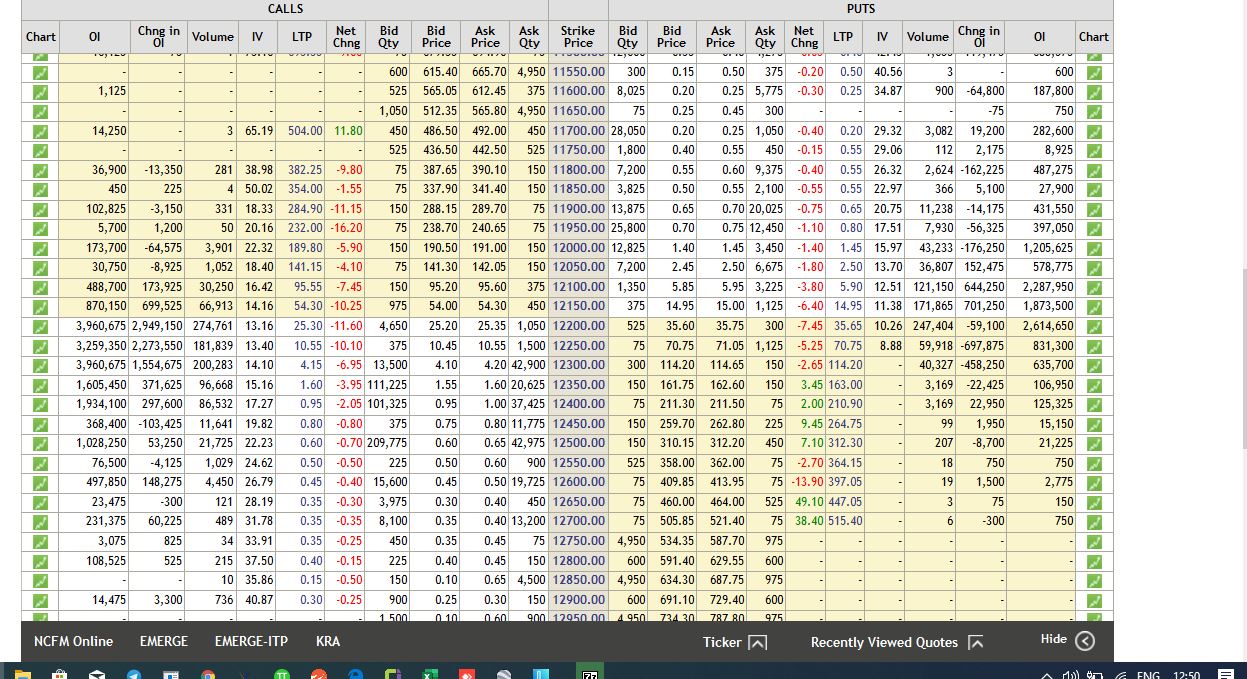 CALLS PUTS
Chart OI Chng in OI Volume IV LTP Net Chng Bid Qty Bid Price Ask Price Ask Qty Strike Price Bid Qty Bid Price Ask Price Ask Qty Net Chng LTP IV Volume Chng in OI OI Chart
- - - - - - 600 615.40 665.70 4,950 11550.00 300 0.15 0.50 375 -0.20 0.50 40.56 3 - 600
1,125 - - - - - 525 565.05 612.45 375 11600.00 8,025 0.20 0.25 5,775 -0.30 0.25 34.87 900 -64,800 187,800
- - - - - - 1,050 512.35 565.80 4,950 11650.00 75 0.25 0.45 300 - - - - -75 750
14,250 - 3 65.19 504.00 11.80 450 486.50 492.00 450 11700.00 28,050 0.20 0.25 1,050 -0.40 0.20 29.32 3,082 19,200 282,600
- - - - - - 525 436.50 442.50 525 11750.00 1,800 0.40 0.55 450 -0.15 0.55 29.06 112 2,175 8,925
36,900 -13,350 281 38.98 382.25 -9.80 75 387.65 390.10 150 11800.00 7,200 0.55 0.60 9,375 -0.40 0.55 26.32 2,624 -162,225 487,275
450 225 4 50.02 354.00 -1.55 75 337.90 341.40 150 11850.00 3,825 0.50 0.55 2,100 -0.55 0.55 22.97 366 5,100 27,900
102,825 -3,150 331 18.33 284.90 -11.15 150 288.15 289.70 75 11900.00 13,875 0.65 0.70 20,025 -0.75 0.65 20.75 11,238 -14,175 431,550
5,700 1,200 50 20.16 232.00 -16.20 75 238.70 240.65 75 11950.00 25,800 0.70 0.75 12,450 -1.10 0.80 17.51 7,930 -56,325 397,050
173,700 -64,575 3,901 22.32 189.80 -5.90 150 190.50 191.00 150 12000.00 12,825 1.40 1.45 3,450 -1.40 1.45 15.97 43,233 -176,250 1,205,625
30,750 -8,925 1,052 18.40 141.15 -4.10 75 141.30 142.05 150 12050.00 7,200 2.45 2.50 6,675 -1.80 2.50 13.70 36,807 152,475 578,775
488,700 173,925 30,250 16.42 95.55 -7.45 150 95.20 95.60 375 12100.00 1,350 5.85 5.95 3,225 -3.80 5.90 12.51 121,150 644,250 2,287,950
870,150 699,525 66,913 14.16 54.30 -10.25 975 54.00 54.30 450 12150.00 375 14.95 15.00 1,125 -6.40 14.95 11.38 171,865 701,250 1,873,500
3,960,675 2,949,150 274,761 13.16 25.30 -11.60 4,650 25.20 25.35 1,050 12200.00 525 35.60 35.75 300 -7.45 35.65 10.26 247,404 -59,100 2,614,650
3,259,350 2,273,550 181,839 13.40 10.55 -10.10 375 10.45 10.55 1,500 12250.00 75 70.75 71.05 1,125 -5.25 70.75 8.88 59,918 -697,875 831,300
3,960,675 1,554,675 200,283 14.10 4.15 -6.95 13,500 4.10 4.20 42,900 12300.00 300 114.20 114.65 150 -2.65 114.20 - 40,327 -458,250 635,700
1,605,450 371,625 96,668 15.16 1.60 -3.95 111,225 1.55 1.60 20,625 12350.00 150 161.75 162.60 150 3.45 163.00 - 3,169 -22,425 106,950
1,934,100 297,600 86,532 17.27 0.95 -2.05 101,325 0.95 1.00 37,425 12400.00 75 211.30 211.50 75 2.00 210.90 - 3,169 22,950 125,325
368,400 -103,425 11,641 19.82 0.80 -0.80 375 0.75 0.80 11,775 12450.00 150 259.70 262.80 225 9.45 264.75 - 99 1,950 15,150
1,028,250 53,250 21,725 22.23 0.60 -0.70 209,775 0.60 0.65 42,975 12500.00 150 310.15 312.20 450 7.10 312.30 - 207 -8,700 21,225
76,500 -4,125 1,029 24.62 0.50 -0.50 225 0.50 0.60 900 12550.00 525 358.00 362.00 75 -2.70 364.15 - 18 750 750
497,850 148,275 4,450 26.79 0.45 -0.40 15,600 0.45 0.50 19,725 12600.00 75 409.85 413.95 75 -13.90 397.05 - 19 1,500 2,775
23,475 -300 121 28.19 0.35 -0.30 3,975 0.30 0.40 450 12650.00 75 460.00 464.00 525 49.10 447.05 - 3 75 150
231,375 60,225 489 31.78 0.35 -0.35 8,100 0.35 0.40 13,200 12700.00 75 505.85 521.40 75 38.40 515.40 - 6 -300 750
3,075 825 34 33.91 0.35 -0.25 450 0.35 0.45 75 12750.00 4,950 534.35 587.70 975 - - - - - -
108,525 525 215 37.50 0.40 -0.15 225 0.40 0.45 150 12800.00 600 591.40 629.55 600 - - - - - -
- - 10 35.86 0.15 -0.50 150 0.10 0.65 4,500 12850.00 4,950 634.30 687.75 975 - - - - - -
14,475 3,300 736 40.87 0.30 -0.25 900 0.25 0.30 150 12900.00 600 691.10 729.40 600 - - - - - -
1,500 0.10 0.60 900 12950.00 4,950 734.30 787.80 975
NCFM Online EMERGE EMERGE-ITP KRA Ticker Recently Viewed Quotes Hide
ENG 12:50